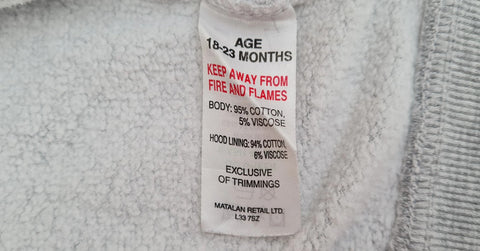 AGE
18-23 MONTHS
KEEP AWAY FROM
FIRE AND FLAMES
BODY: 95% COTTON,
5% VISCOSE
HOOD LINING: 94% COTTON,
6% VISCOSE
EXCLUSIVE
OF TRIMMINGS
MATALAN RETAIL LTD.
L33 7SZ